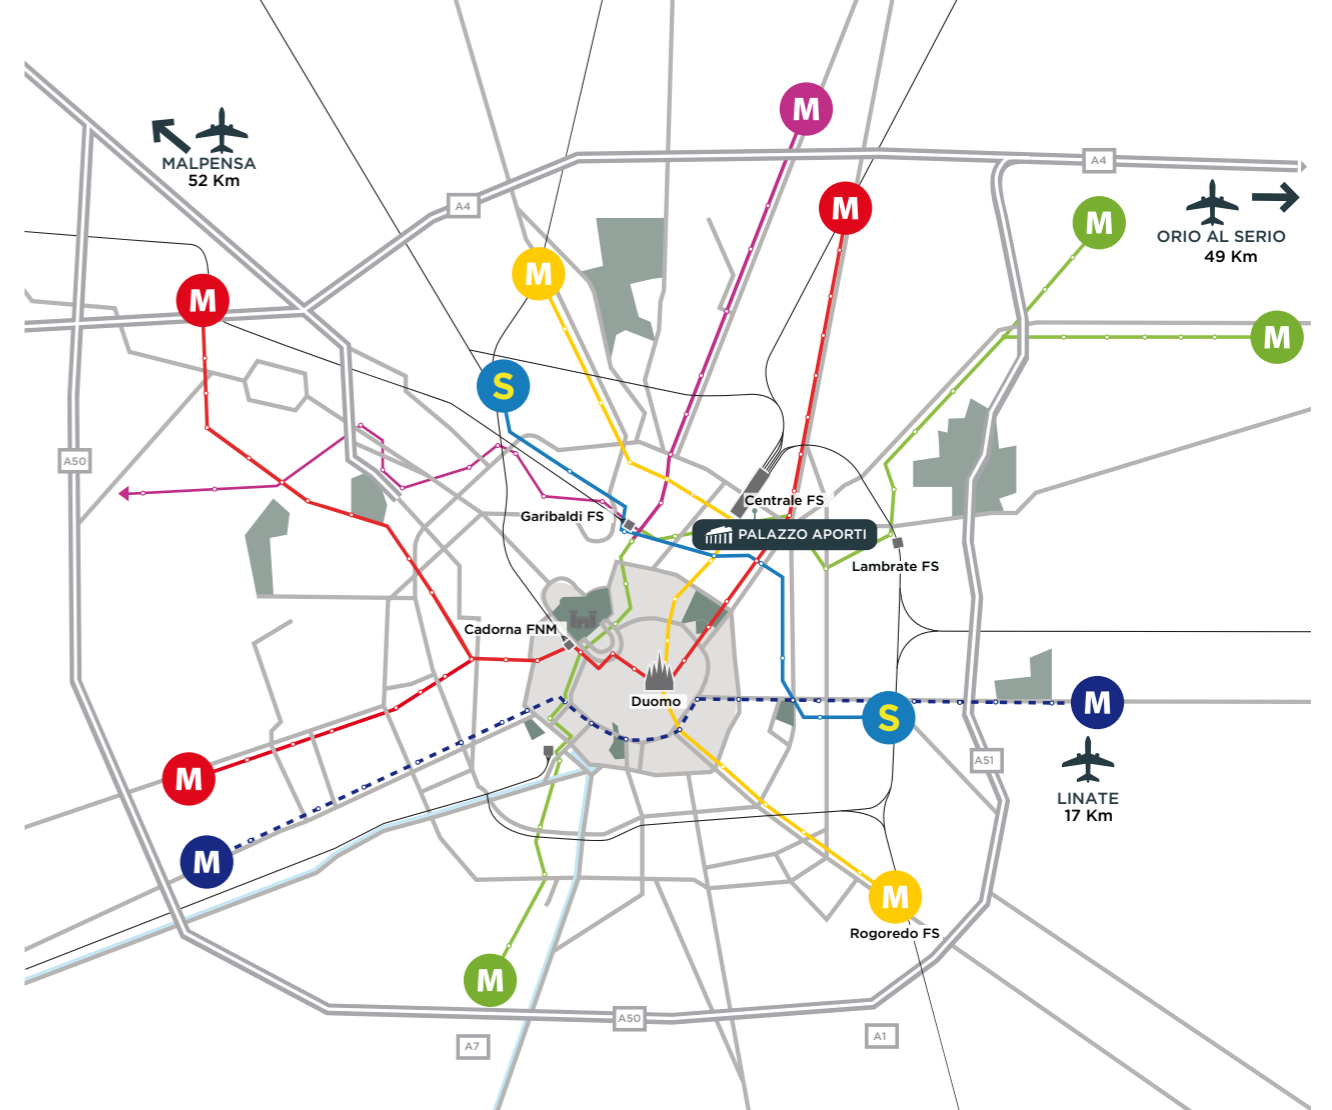 M
A4
MALPENSA
52 Km
M
A4
M
ORIO AL SERIO
49 Km
M
M
M
S
A50
Centrale FS
Garibaldi FS
PALAZZO APORTI
Lambrate FS
Cadorna FNM
Duomo
M
S
M
A51
LINATE
17 Km
M
M
Rogoredo FS
M
A50
A7
A1